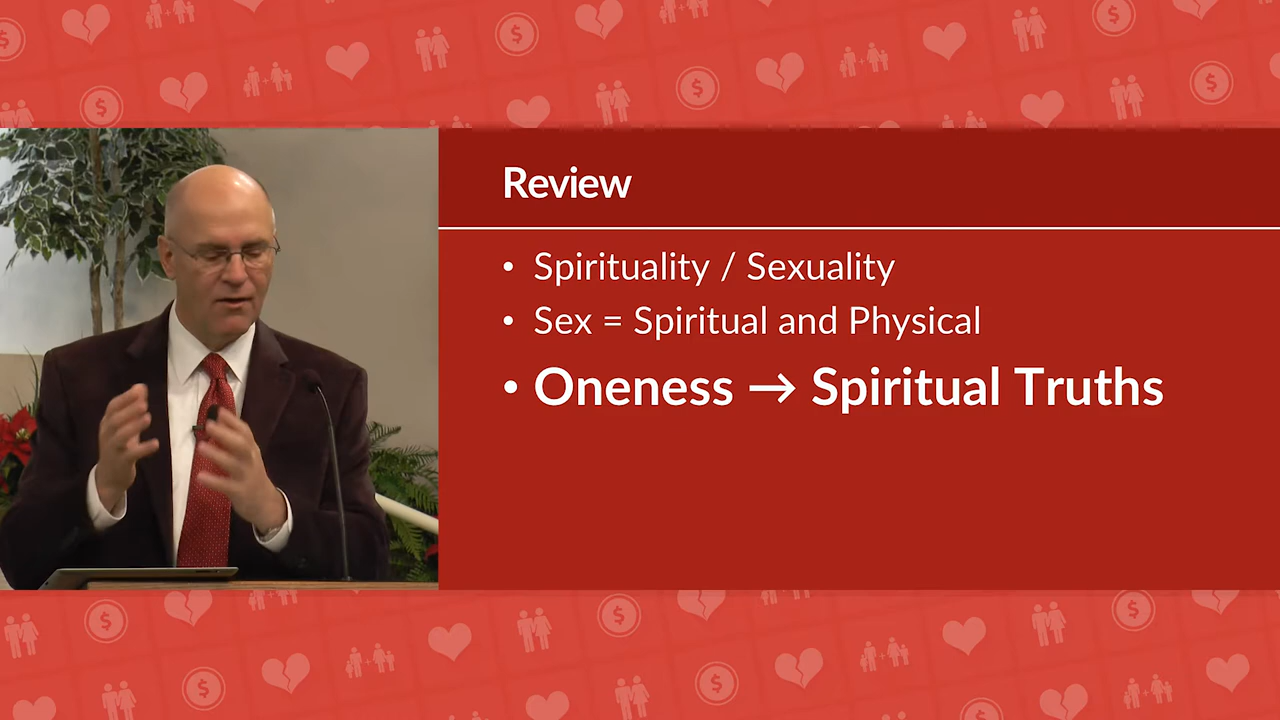 Review
• Spirituality / Sexuality
• Sex = Spiritual and Physical
• Oneness → Spiritual Truths